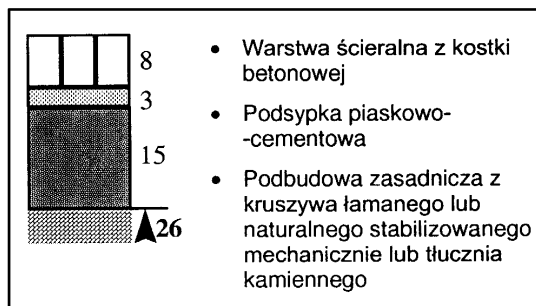 8
3
15
26
• Warstwa ścieralna z kostki
betonowej
• Podsypka piaskowo-
-cementowa
• Podbudowa zasadnicza z
kruszywa łamanego lub
naturalnego stabilizowanego
mechanicznie lub tłucznia
kamiennego